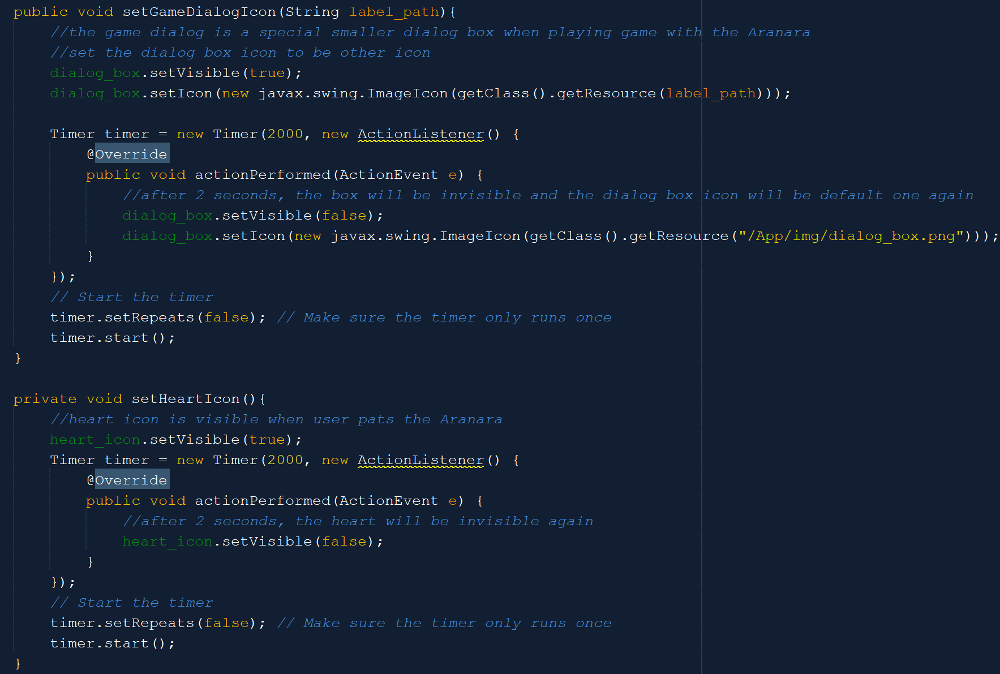 public void setGameDialogIcon(String label_path){
    //the game dialog is a special smaller dialog box when playing game with the Aranara
    //set the dialog box icon to be other icon
    dialog_box.setVisible(true);
    dialog_box.setIcon(new javax.swing.ImageIcon(getClass().getResource(label_path)));

    Timer timer = new Timer(2000, new ActionListener() {
        @Override
        public void actionPerformed(ActionEvent e) {
            //after 2 seconds, the box will be invisible and the dialog box icon will be default one again
            dialog_box.setVisible(false);
            dialog_box.setIcon(new javax.swing.ImageIcon(getClass().getResource("/App/img/dialog_box.png")));
        }
    });
    // Start the timer
    timer.setRepeats(false); // Make sure the timer only runs once
    timer.start();
}

private void setHeartIcon(){
    //heart icon is visible when user pats the Aranara
    heart_icon.setVisible(true);
    Timer timer = new Timer(2000, new ActionListener() {
        @Override
        public void actionPerformed(ActionEvent e) {
            //after 2 seconds, the heart will be invisible again
            heart_icon.setVisible(false);
        }
    });
    // Start the timer
    timer.setRepeats(false); // Make sure the timer only runs once
    timer.start();
}